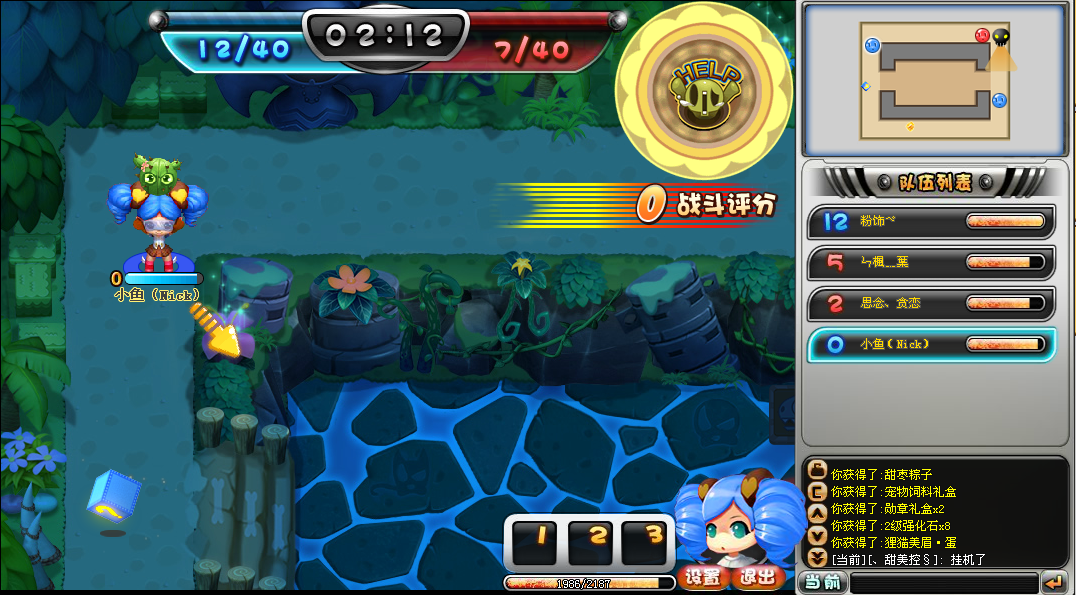 12/40
02:12
7/40
HELP
0 战斗评分
0
小鱼（Nick）
队伍列表
12 粉饰ペ
5 ㄣ楓__葉
2 思念、贪恋
0 小鱼（Nick）
你获得了:甜枣粽子
你获得了:宠物饲料礼盒
你获得了:勋章礼盒x2
你获得了:2级强化石x8
你获得了:狸猫美眉·蛋
[当前][、甜美控§]: 挂机了
1 2 3
1986/2187
设置 退出
当前